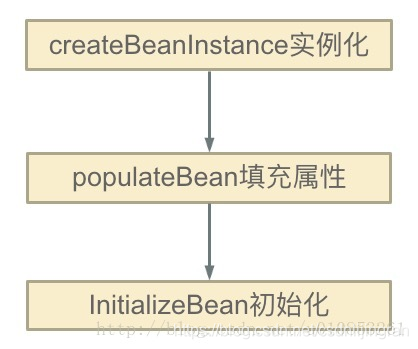 createBeanInstance实例化
populateBean填充属性
InitializeBean初始化